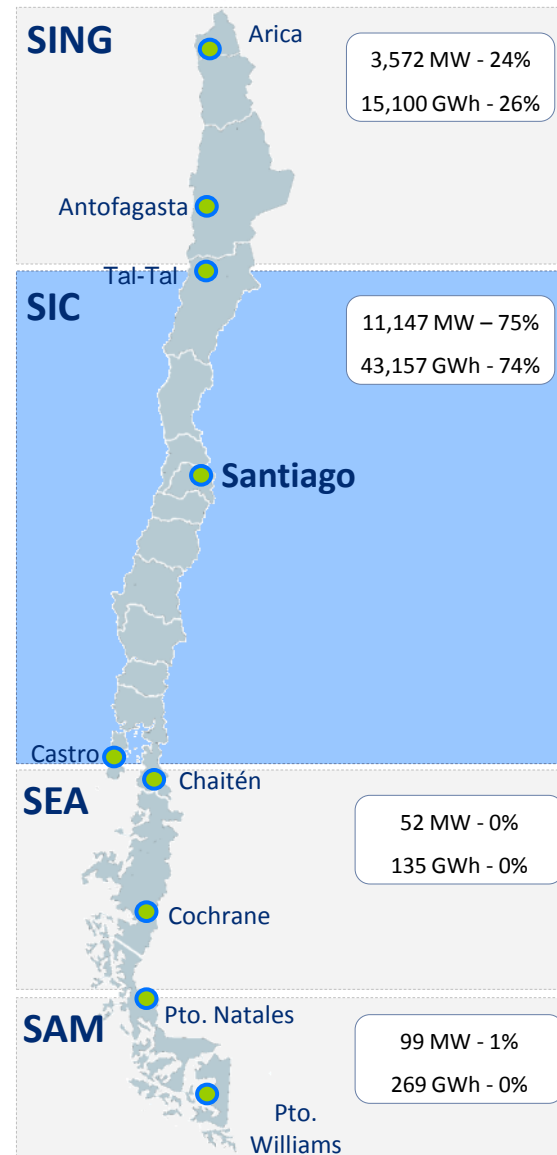 SING
Arica
3,572 MW - 24%
15,100 GWh - 26%
Antofagasta
Tal-Tal
SIC
11,147 MW – 75%
43,157 GWh - 74%
Santiago
Castro
Chaitén
SEA
52 MW - 0%
135 GWh - 0%
Cochrane
Pto. Natales
SAM
99 MW - 1%
269 GWh - 0%
Pto.
Williams